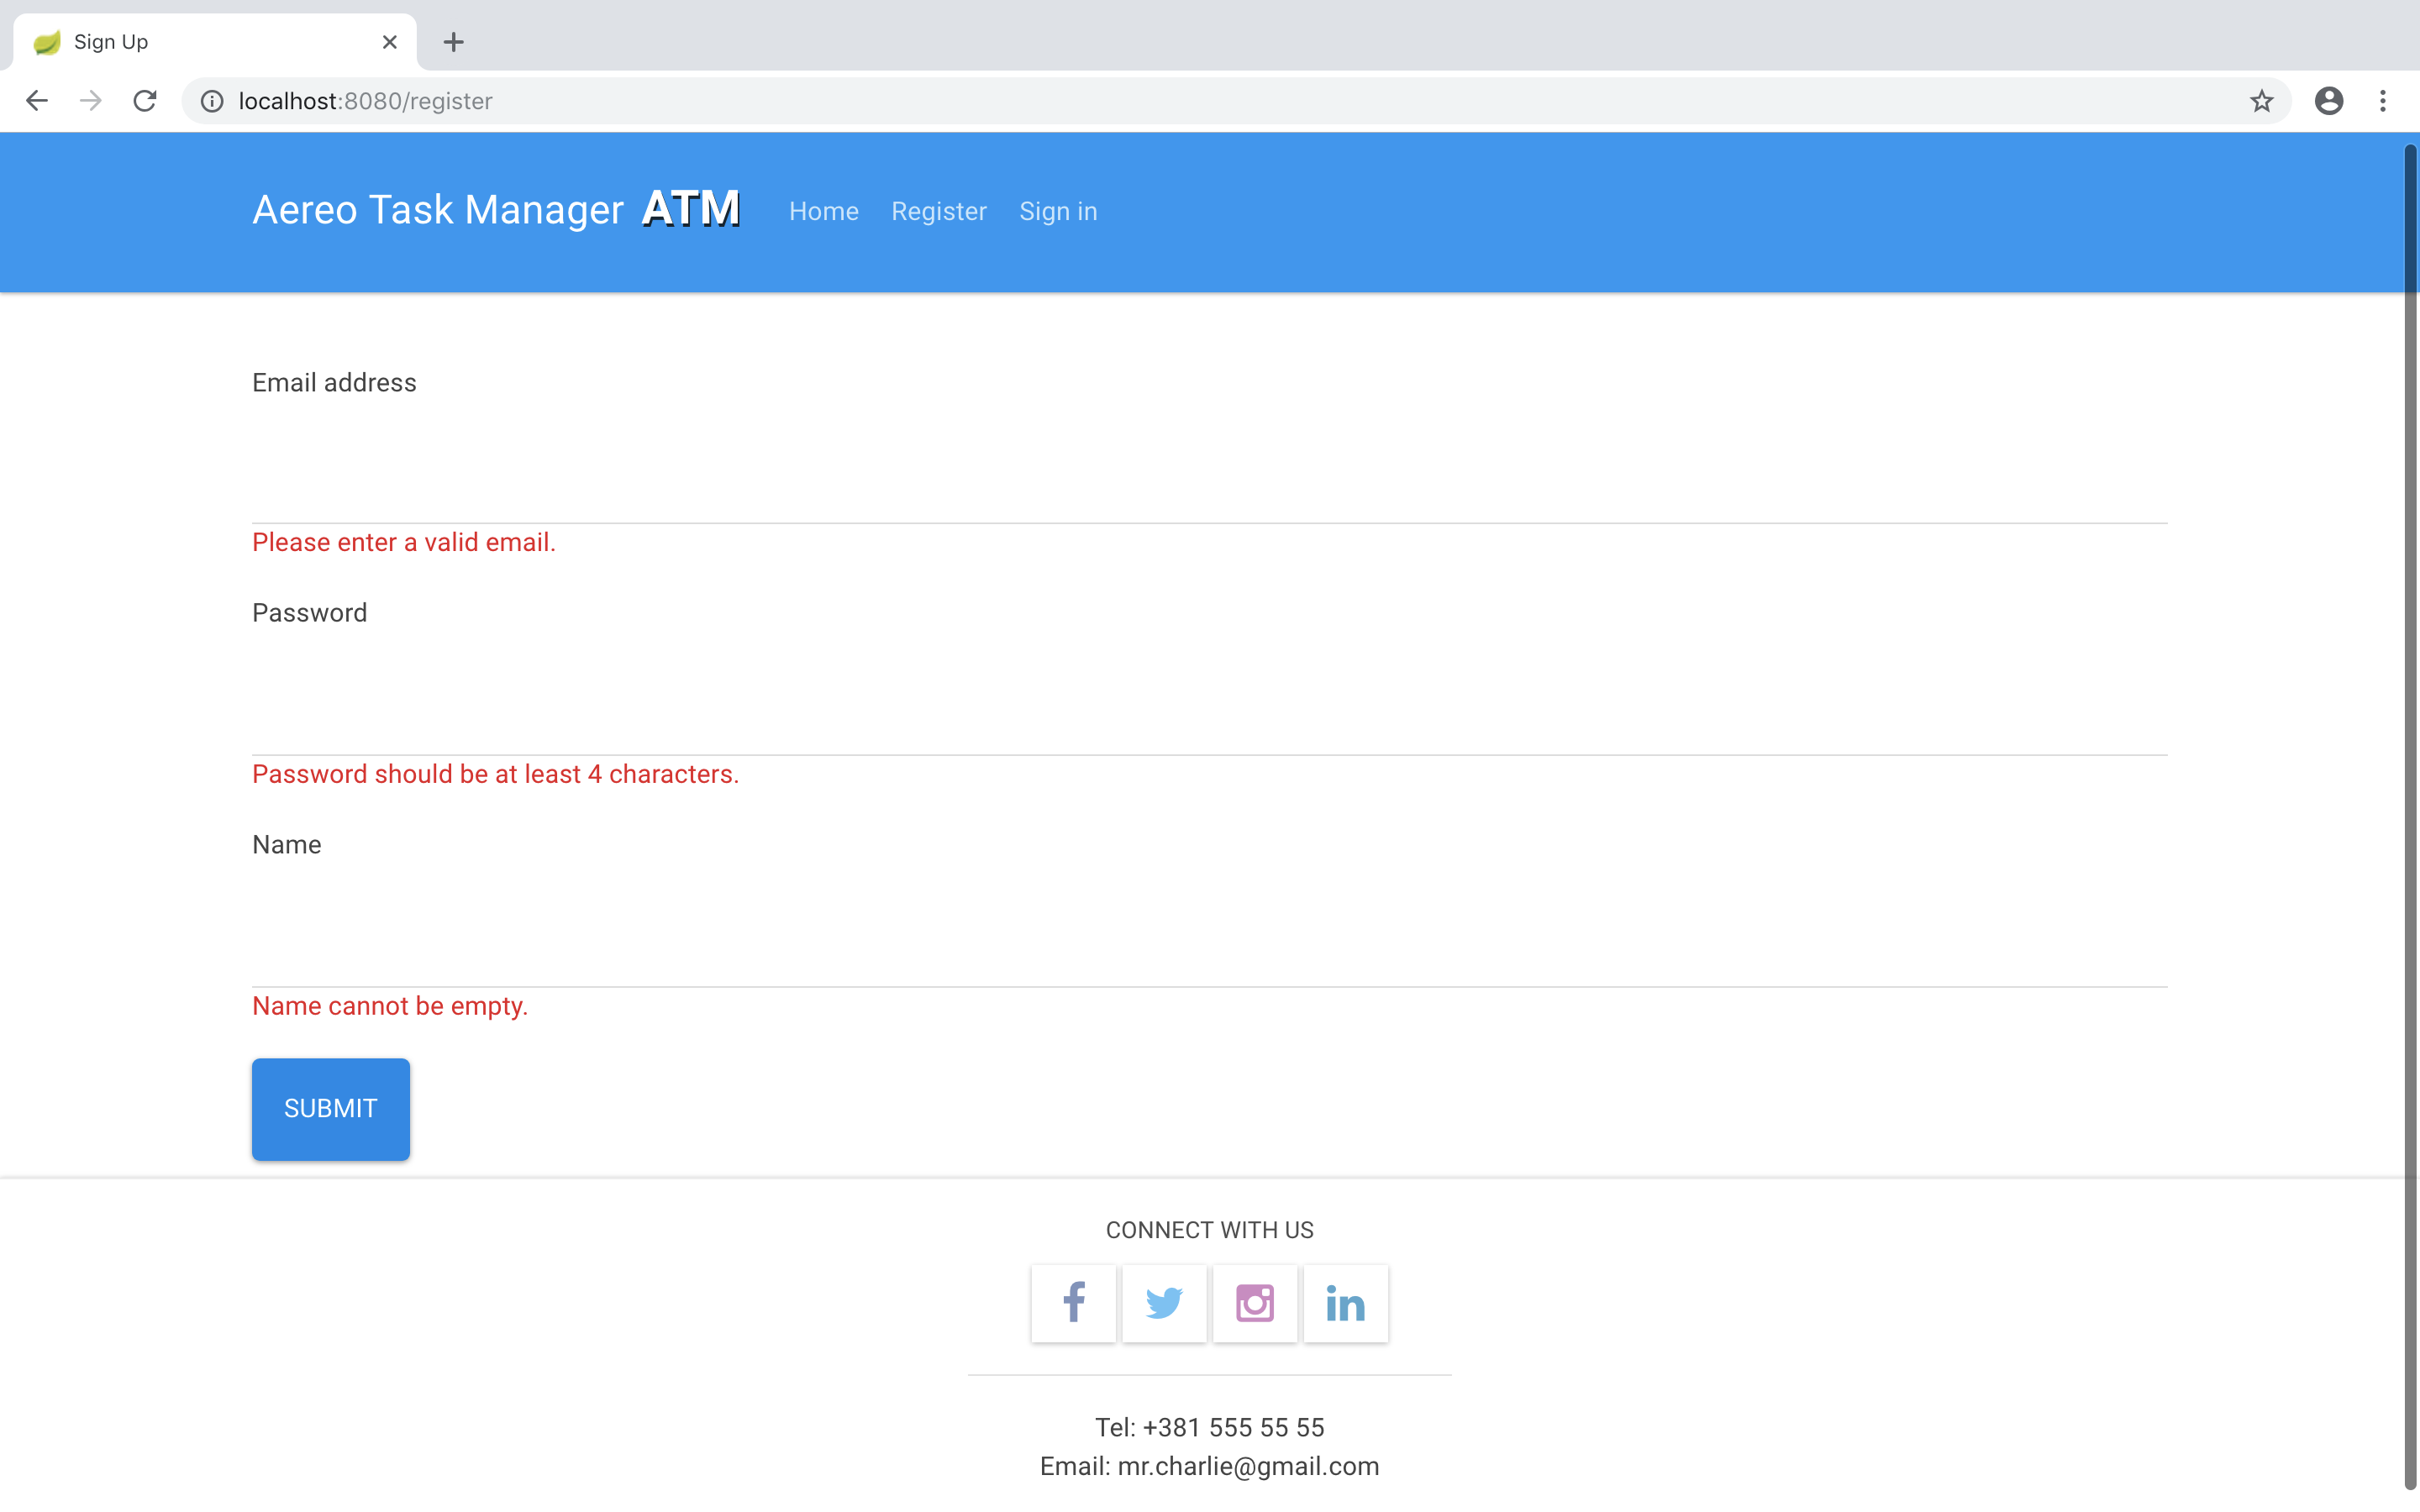 Sign Up
localhost:8080/register
Aereo Task Manager ATM Home Register Sign in
Email address
Please enter a valid email.
Password
Password should be at least 4 characters.
Name
Name cannot be empty.
SUBMIT
CONNECT WITH US
Tel: +381 555 55 55
Email: mr.charlie@gmail.com